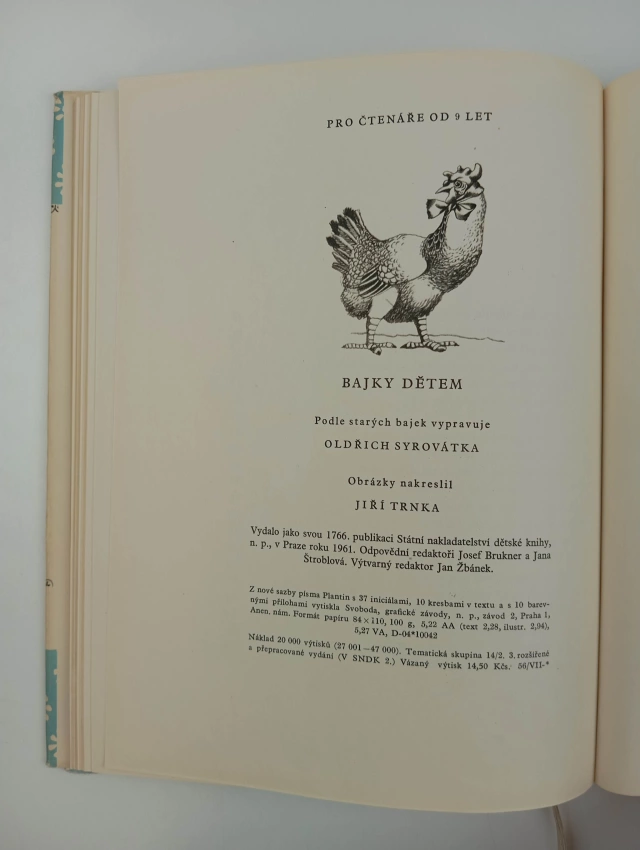 PRO ČTENÁŘE OD 9 LET
BAJKY DĚTEM
Podle starých bajek vypravuje
OLDŘICH SYROVÁTKA
Obrázky nakreslil
JIŘÍ TRNKA
Vydalo jako svou 1766. publikaci Státní nakladatelství dětské knihy,
n. p., v Praze roku 1961. Odpovědní redaktoři Josef Brukner a Jana
Štroblová. Výtvarný redaktor Jan Žbánek.
Z nové sazby písma Plantin s 37 iniciálami, 10 kresbami v textu a s 10 barev-
nými přílohami vytiskla Svoboda, grafické závody, n. p., závod 2, Praha 1,
Anen. nám. Formát papíru 84×110, 100 g, 5,22 AA (text 2,28, ilustr. 2,94),
5,27 VA, D-04*10042
Náklad 20 000 výtisků (27 001—47 000). Tematická skupina 14/2. 3. rozšířené
a přepracované vydání (V SNDK 2.) Vázaný výtisk 14,50 Kčs. 56/VII-*